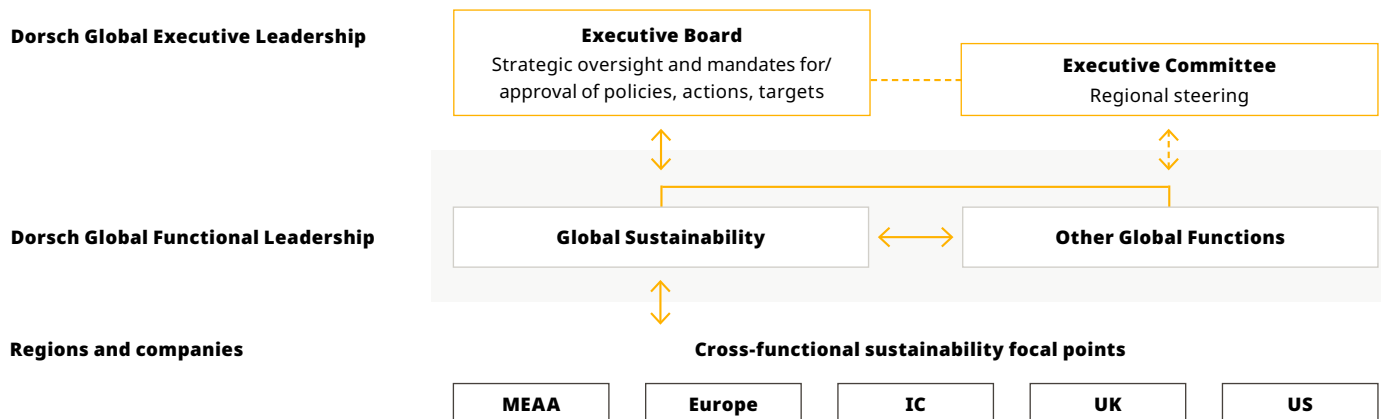 Dorsch Global Executive Leadership
Executive Board
Strategic oversight and mandates for/
approval of policies, actions, targets
Executive Committee
Regional steering
Dorsch Global Functional Leadership
Global Sustainability
Other Global Functions
Regions and companies
Cross-functional sustainability focal points
MEAA
Europe
IC
UK
US